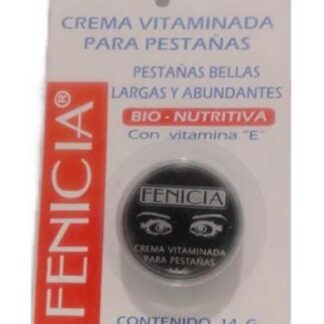 CREMA VITAMINADA
PARA PESTAÑAS
PESTAÑAS BELLAS
LARGAS Y ABUNDANTES
BIO - NUTRITIVA
Con vitamina "E"
FENICIA®
FENICIA
CREMA VITAMINADA
PARA PESTAÑAS
CONTENIDO 14 G